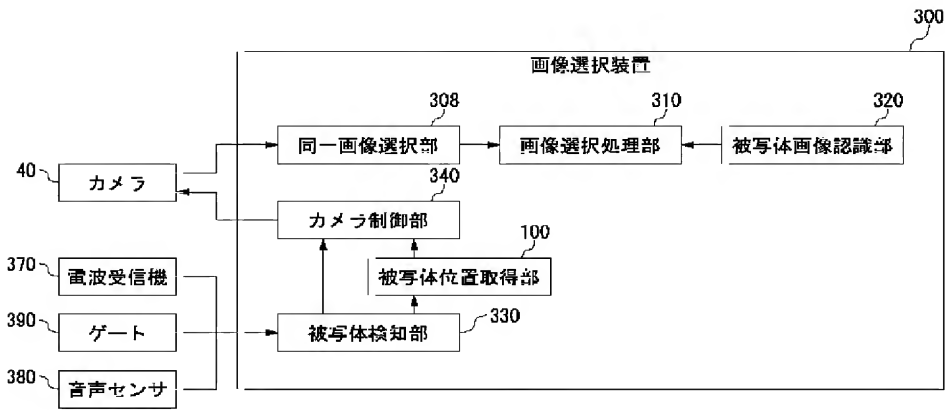 300
画像選択装置
308
310
320
同一画像選択部
画像選択処理部
被写体画像認識部
40
カメラ
340
カメラ制御部
100
370
電波受信機
被写体位置取得部
390
ゲート
被写体検知部
330
380
音声センサ